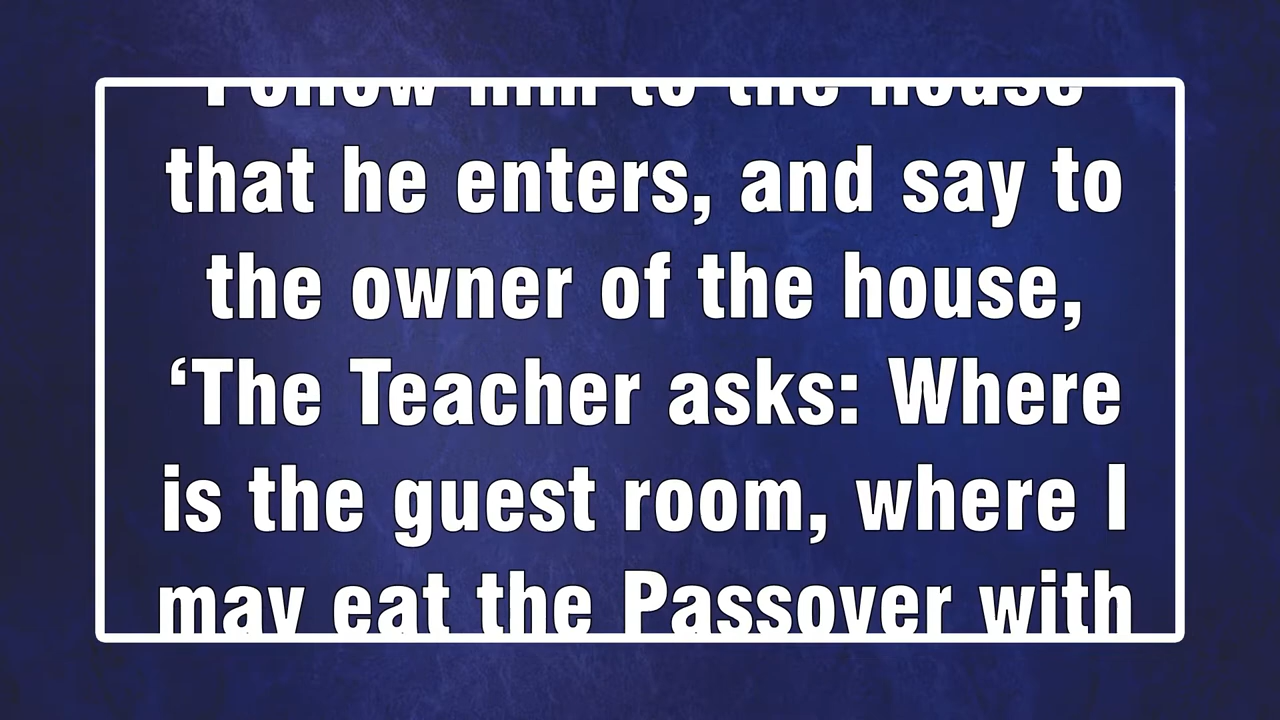 Follow him to the house
that he enters, and say to
the owner of the house,
‘The Teacher asks: Where
is the guest room, where I
may eat the Passover with